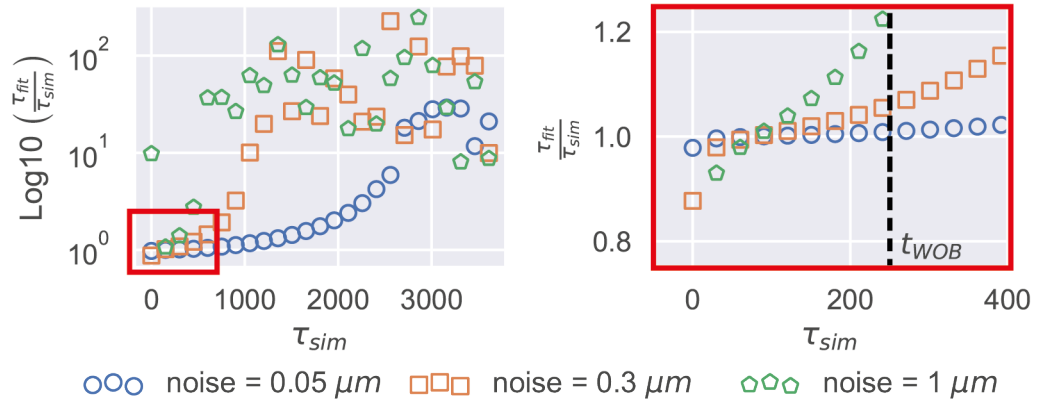 Log10 (τfit/τsim)
10²
10¹
10⁰
0
1000
2000
3000
τsim
τfit/τsim
1.2
1.0
0.8
tWOB
0
200
400
τsim
noise = 0.05 μm
noise = 0.3 μm
noise = 1 μm